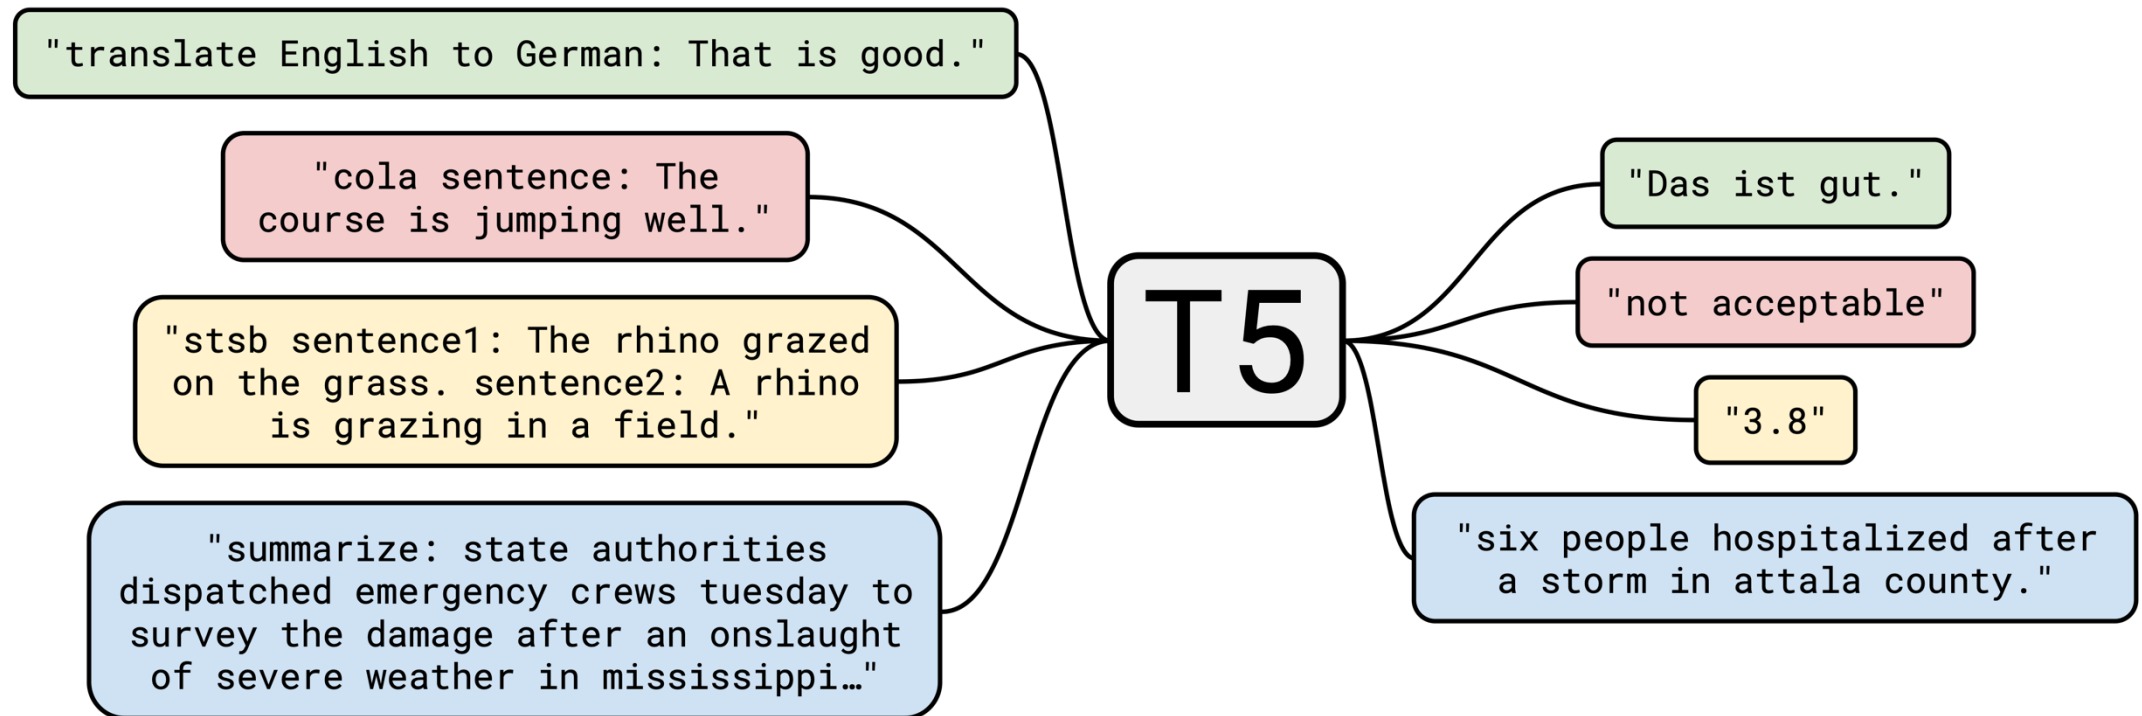 "translate English to German: That is good."
"cola sentence: The
course is jumping well."
"stsb sentence1: The rhino grazed
on the grass. sentence2: A rhino
is grazing in a field."
"summarize: state authorities
dispatched emergency crews tuesday to
survey the damage after an onslaught
of severe weather in mississippi…"
T5
"Das ist gut."
"not acceptable"
"3.8"
"six people hospitalized after
a storm in attala county."